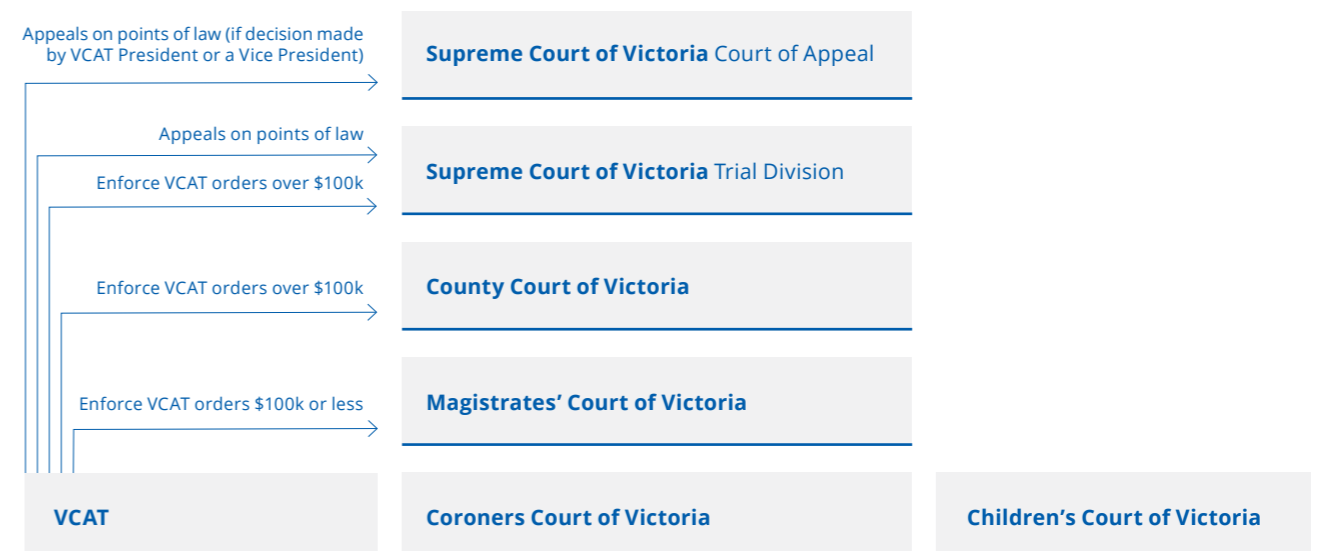 Appeals on points of law (if decision made
by VCAT President or a Vice President)
Supreme Court of Victoria Court of Appeal
Appeals on points of law
Enforce VCAT orders over $100k
Supreme Court of Victoria Trial Division
Enforce VCAT orders over $100k
County Court of Victoria
Enforce VCAT orders $100k or less
Magistrates’ Court of Victoria
VCAT
Coroners Court of Victoria
Children’s Court of Victoria